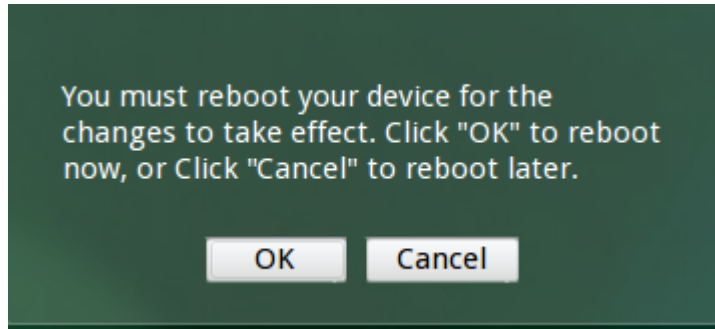 You must reboot your device for the
changes to take effect. Click "OK" to reboot
now, or Click "Cancel" to reboot later.
OK Cancel